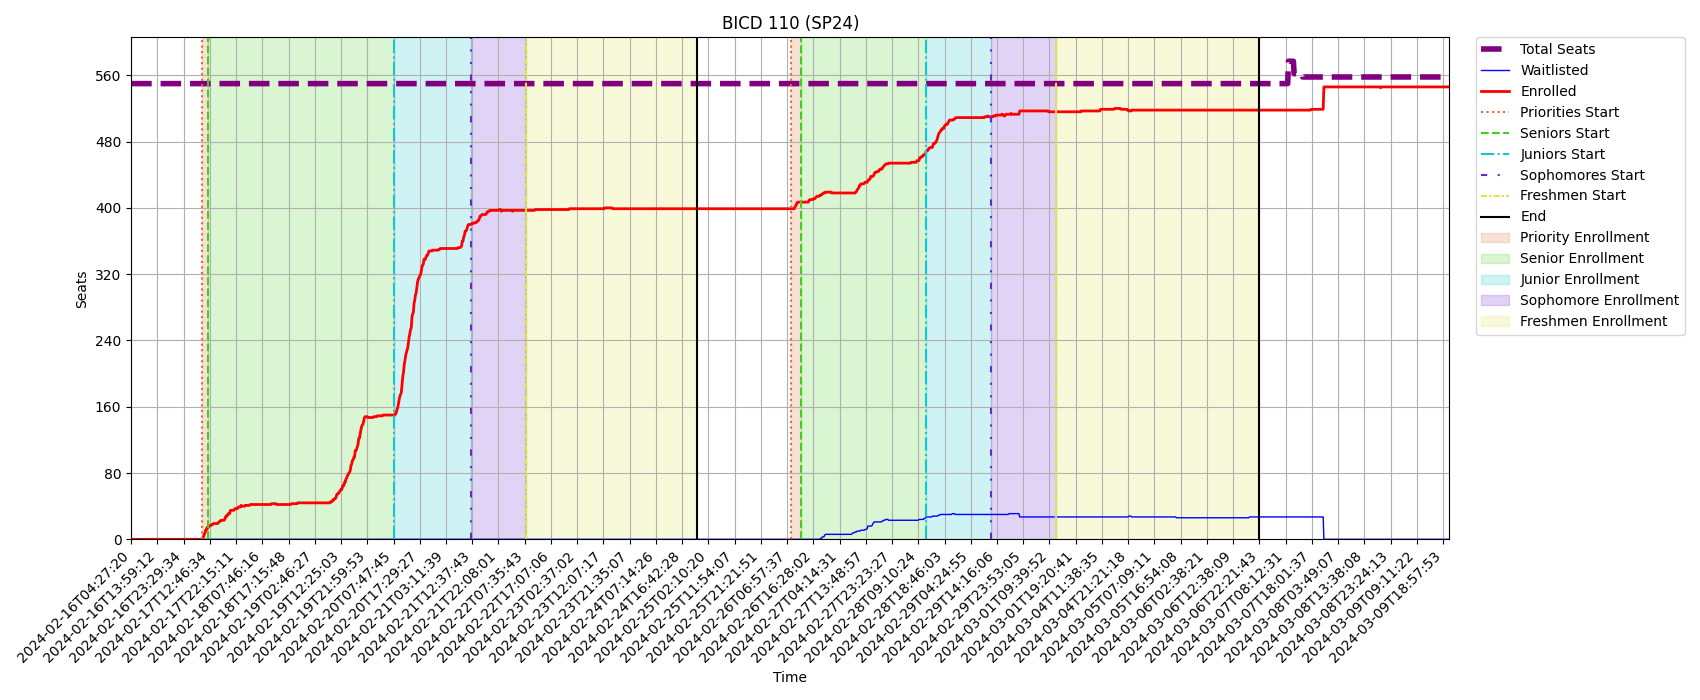 BICD 110 (SP24)
Total Seats
Waitlisted
Enrolled
Priorities Start
Seniors Start
Juniors Start
Sophomores Start
Freshmen Start
End
Priority Enrollment
Senior Enrollment
Junior Enrollment
Sophomore Enrollment
Freshmen Enrollment
Seats
560
480
400
320
240
160
80
0
2024-02-16T04:27:20
2024-02-16T13:59:12
2024-02-16T23:29:34
2024-02-17T12:46:34
2024-02-17T22:15:11
2024-02-18T07:46:16
2024-02-18T17:15:48
2024-02-19T02:46:27
2024-02-19T12:25:03
2024-02-19T21:59:53
2024-02-20T07:47:45
2024-02-20T17:29:27
2024-02-21T03:11:39
2024-02-21T12:37:43
2024-02-21T22:08:01
2024-02-22T07:35:43
2024-02-22T17:07:06
2024-02-23T02:37:02
2024-02-23T12:07:17
2024-02-23T21:35:07
2024-02-24T07:14:26
2024-02-24T16:42:28
2024-02-25T02:10:20
2024-02-25T11:54:07
2024-02-25T21:21:51
2024-02-26T06:57:37
2024-02-26T16:28:02
2024-02-27T04:14:31
2024-02-27T13:48:57
2024-02-27T23:23:27
2024-02-28T09:10:24
2024-02-28T18:46:03
2024-02-29T04:24:55
2024-02-29T14:16:06
2024-02-29T23:53:05
2024-03-01T09:39:52
2024-03-01T19:20:41
2024-03-04T11:38:35
2024-03-04T21:21:18
2024-03-05T07:09:11
2024-03-05T16:54:08
2024-03-06T02:38:21
2024-03-06T12:38:09
2024-03-06T22:21:43
2024-03-07T08:12:31
2024-03-07T18:01:37
2024-03-08T03:49:07
2024-03-08T13:38:08
2024-03-08T23:24:13
2024-03-09T09:11:22
2024-03-09T18:57:53
Time